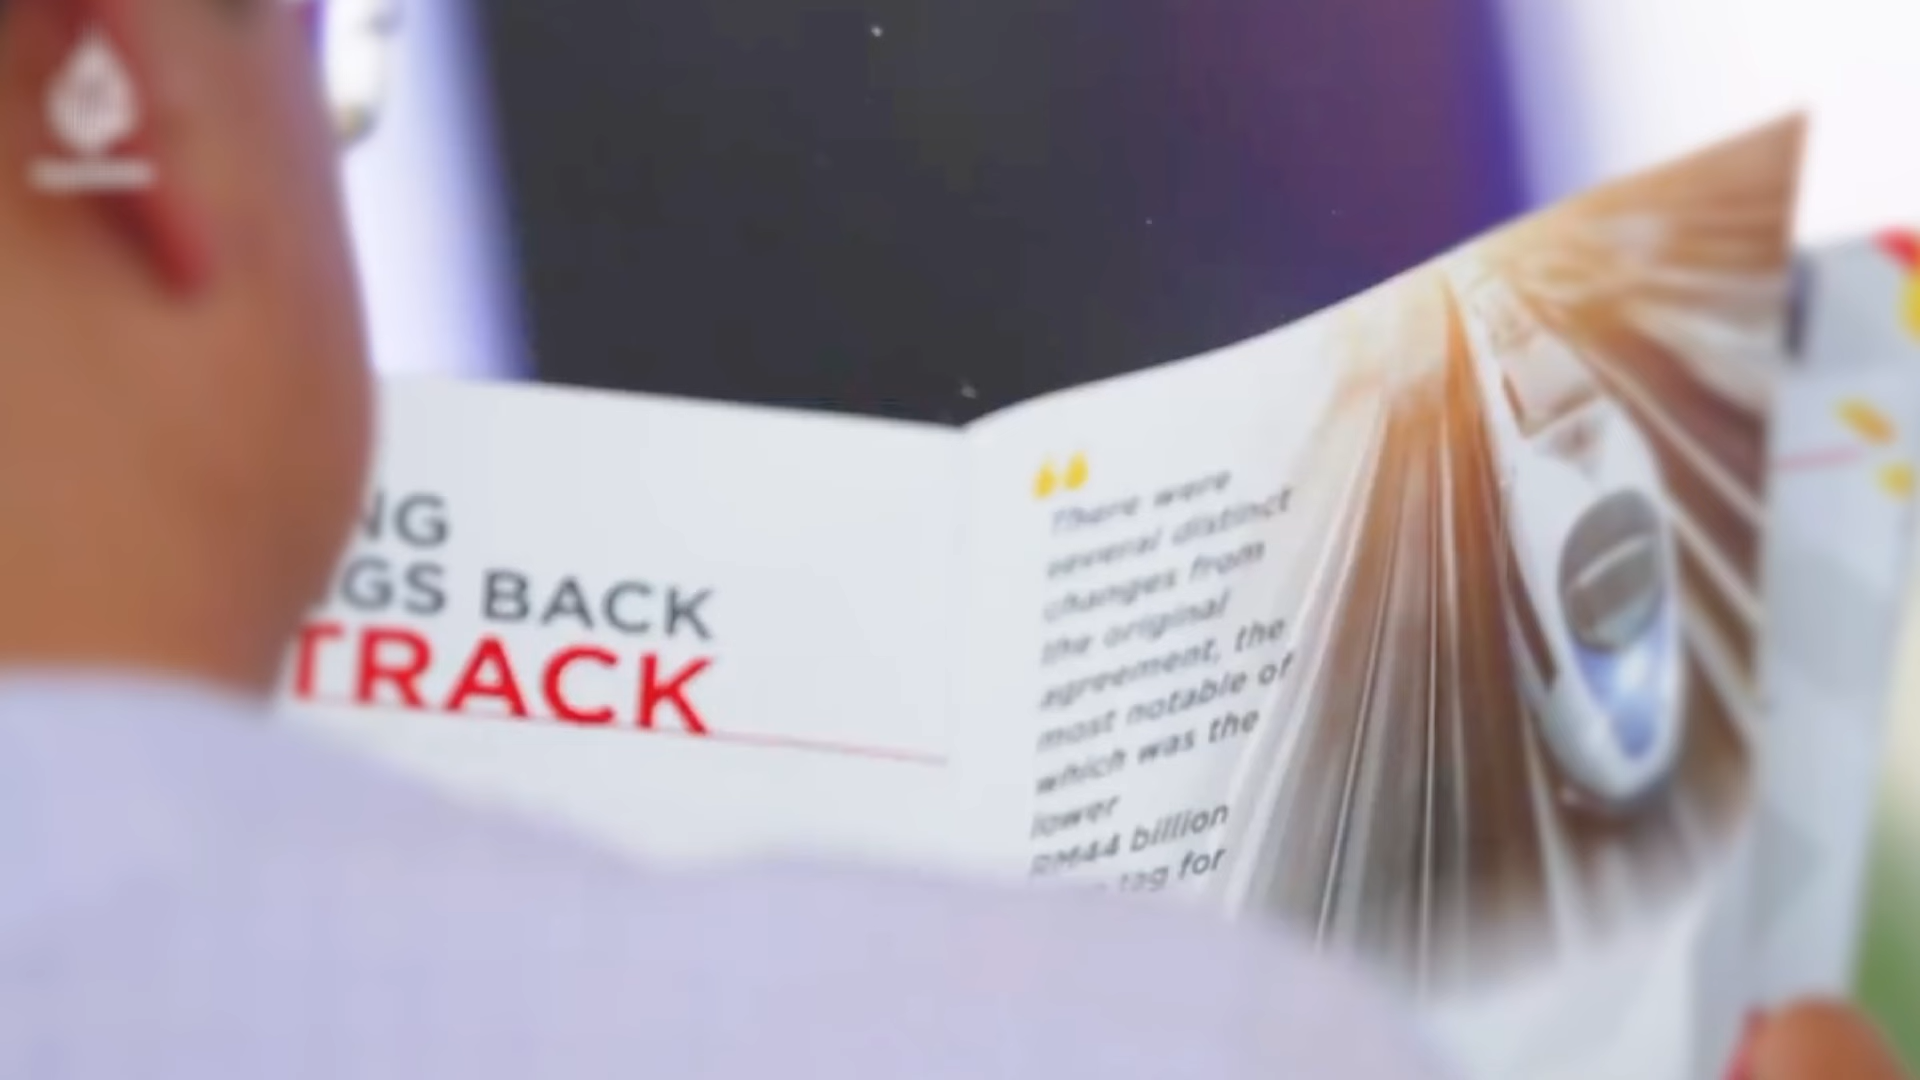 NG
GS BACK
TRACK
There were
several distinct
changes from
the original
agreement, the
most notable of
which was the
lower
RM44 billion
tag for